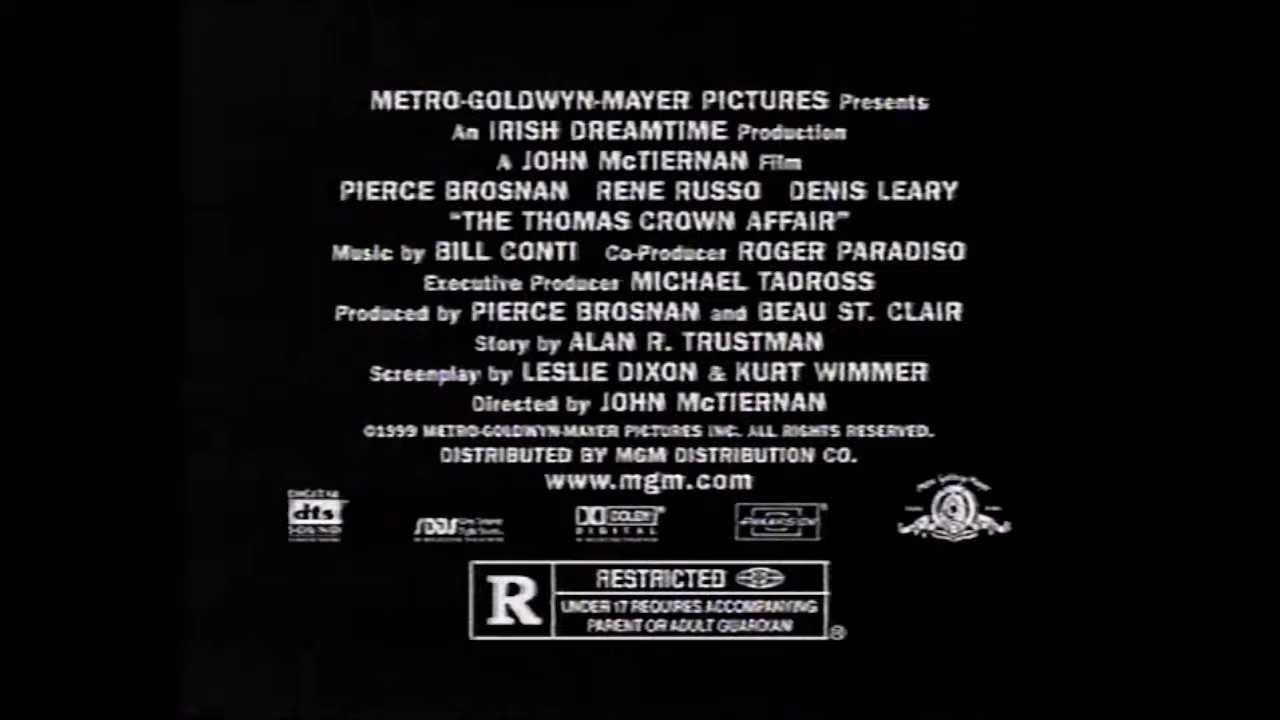 METRO-GOLDWYN-MAYER PICTURES Presents
An IRISH DREAMTIME Production
A JOHN McTIERNAN Film
PIERCE BROSNAN RENE RUSSO DENIS LEARY
"THE THOMAS CROWN AFFAIR"
Music by BILL CONTI Co-Producer ROGER PARADISO
Executive Producer MICHAEL TADROSS
Produced by PIERCE BROSNAN and BEAU ST. CLAIR
Story by ALAN R. TRUSTMAN
Screenplay by LESLIE DIXON & KURT WIMMER
Directed by JOHN McTIERNAN
©1999 METRO-GOLDWYN-MAYER PICTURES INC. ALL RIGHTS RESERVED.
DISTRIBUTED BY MGM DISTRIBUTION CO.
www.mgm.com
DIGITAL
dts
SOUND
SDDS
DOLBY
DIGITAL
PANAVISION
R
RESTRICTED
UNDER 17 REQUIRES ACCOMPANYING
PARENT OR ADULT GUARDIAN
®